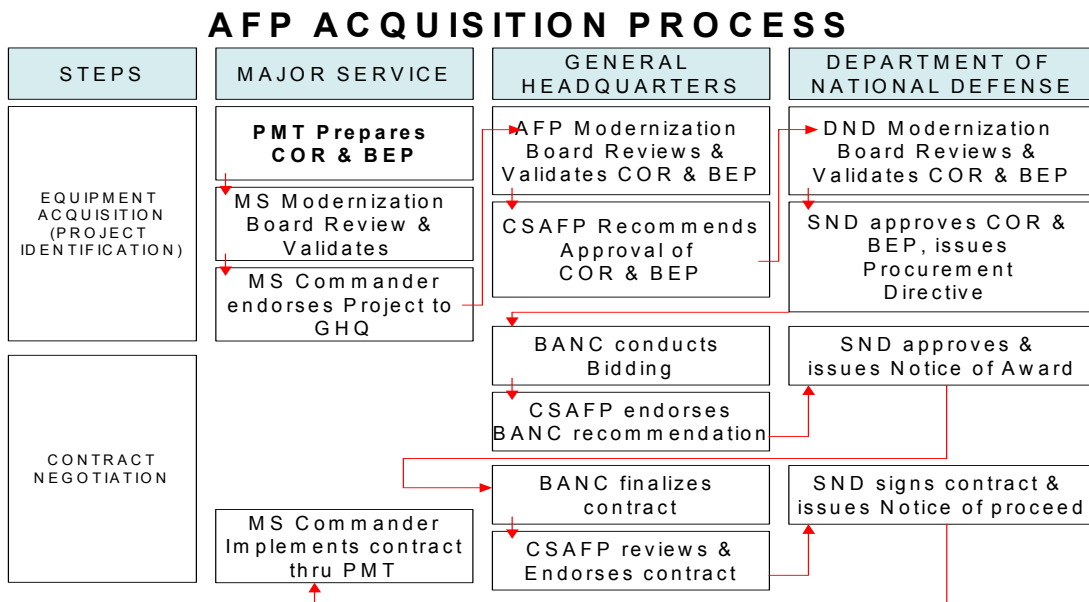 AFP ACQUISITION PROCESS
STEPS
MAJOR SERVICE
GENERAL
HEADQUARTERS
DEPARTMENT OF
NATIONAL DEFENSE
EQUIPMENT
ACQUISITION
(PROJECT
IDENTIFICATION)
PMT Prepares
COR & BEP
MS Modernization
Board Review &
Validates
MS Commander
endorses Project to
GHQ
AFP Modernization
Board Reviews &
Validates COR & BEP
CSAFP Recommends
Approval of
COR & BEP
DND Modernization
Board Reviews &
Validates COR & BEP
SND approves COR &
BEP, issues
Procurement
Directive
CONTRACT
NEGOTIATION
BANC conducts
Bidding
CSAFP endorses
BANC recommendation
SND approves &
issues Notice of Award
BANC finalizes
contract
CSAFP reviews &
Endorses contract
SND signs contract &
issues Notice of proceed
MS Commander
Implements contract
thru PMT